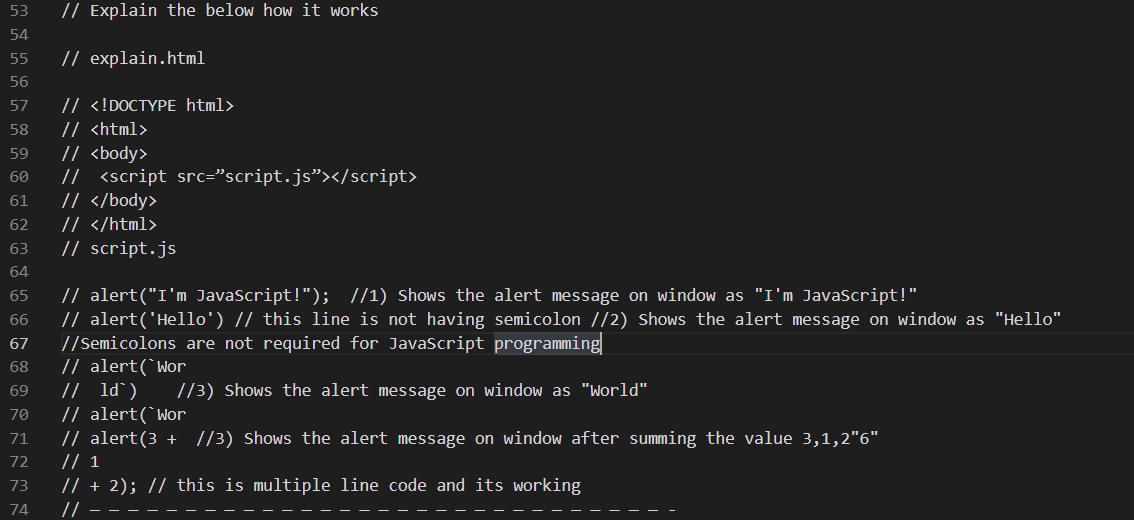 53 // Explain the below how it works
54
55 // explain.html
56
57 // <!DOCTYPE html>
58 // <html>
59 // <body>
60 //  <script src=”script.js”></script>
61 // </body>
62 // </html>
63 // script.js
64
65 // alert("I'm JavaScript!");  //1) Shows the alert message on window as "I'm JavaScript!"
66 // alert('Hello') // this line is not having semicolon //2) Shows the alert message on window as "Hello"
67 //Semicolons are not required for JavaScript programming
68 // alert(`Wor
69 //  ld`)    //3) Shows the alert message on window as "World"
70 // alert(`Wor
71 // alert(3 +  //3) Shows the alert message on window after summing the value 3,1,2"6"
72 // 1
73 // + 2); // this is multiple line code and its working
74 // — — — — — — — — — — — — — — — — — — — — — — — — — — — — — — -